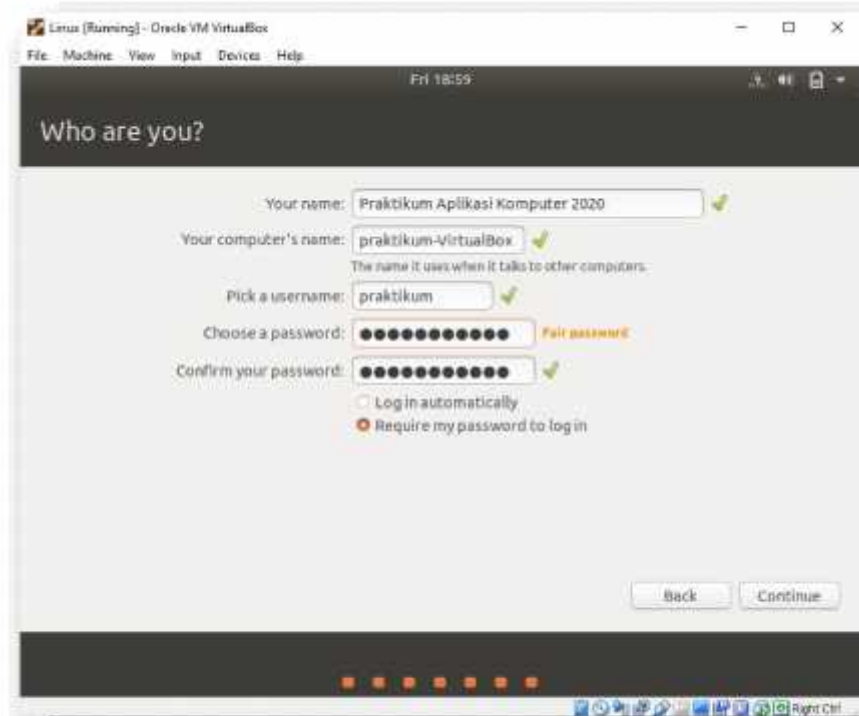 Linux [Running] - Oracle VM VirtualBox
File Machine View Input Devices Help
Fri 18:59
Who are you?
Your name: Praktikum Aplikasi Komputer 2020
Your computer's name: praktikum-VirtualBox
The name it uses when it talks to other computers.
Pick a username: praktikum
Choose a password: ●●●●●●●●●●● Fair password
Confirm your password: ●●●●●●●●●●●
Log in automatically
Require my password to log in
Back Continue
Right Ctrl